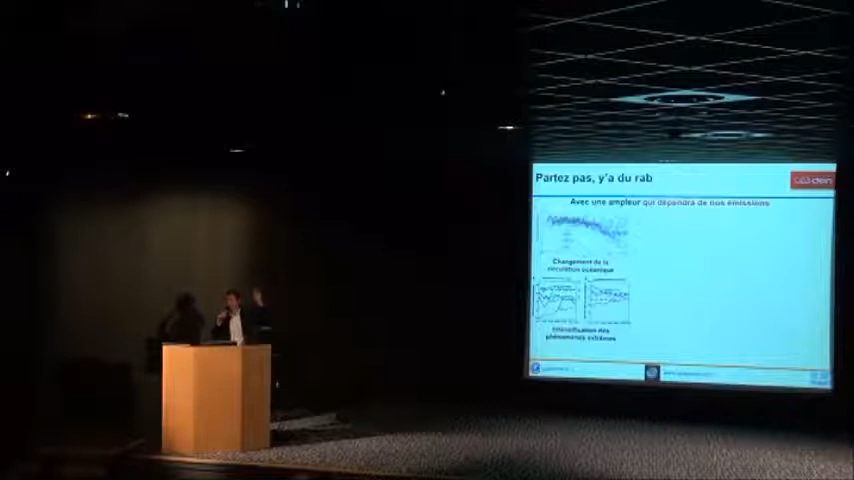 Partez pas, y'a du rab
Avec une ampleur qui dépendra de nos émissions
Changement de la
circulation océanique
Intensification des
phénomènes extrêmes